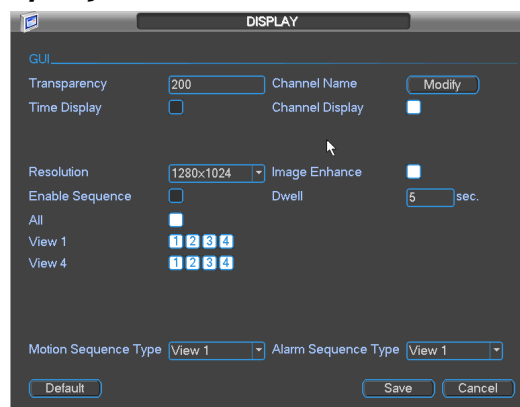 DISPLAY
GUI
Transparency 200 Channel Name Modify
Time Display Channel Display
Resolution 1280×1024 Image Enhance
Enable Sequence Dwell 5 sec.
All
View 1 1 2 3 4
View 4 1 2 3 4
Motion Sequence Type View 1 Alarm Sequence Type View 1
Default Save Cancel